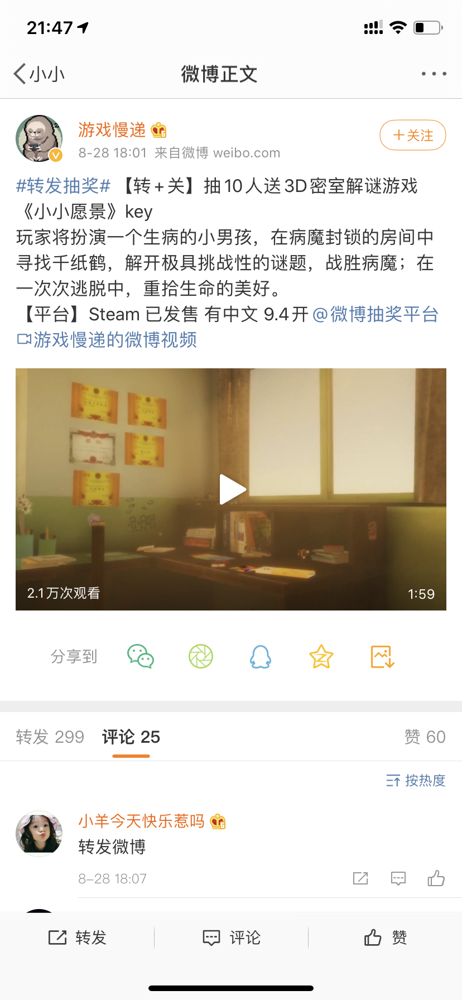 21:47
小小
微博正文
游戏慢递
+关注
8-28 18:01 来自微博 weibo.com
#转发抽奖# 【转+关】抽10人送3D密室解谜游戏
《小小愿景》key
玩家将扮演一个生病的小男孩，在病魔封锁的房间中
寻找千纸鹤，解开极具挑战性的谜题，战胜病魔；在
一次次逃脱中，重拾生命的美好。
【平台】Steam 已发售 有中文 9.4开@微博抽奖平台
游戏慢递的微博视频
2.1万次观看
1:59
分享到
转发 299
评论 25
赞 60
按热度
小羊今天快乐惹吗
转发微博
8-28 18:07
转发
评论
赞